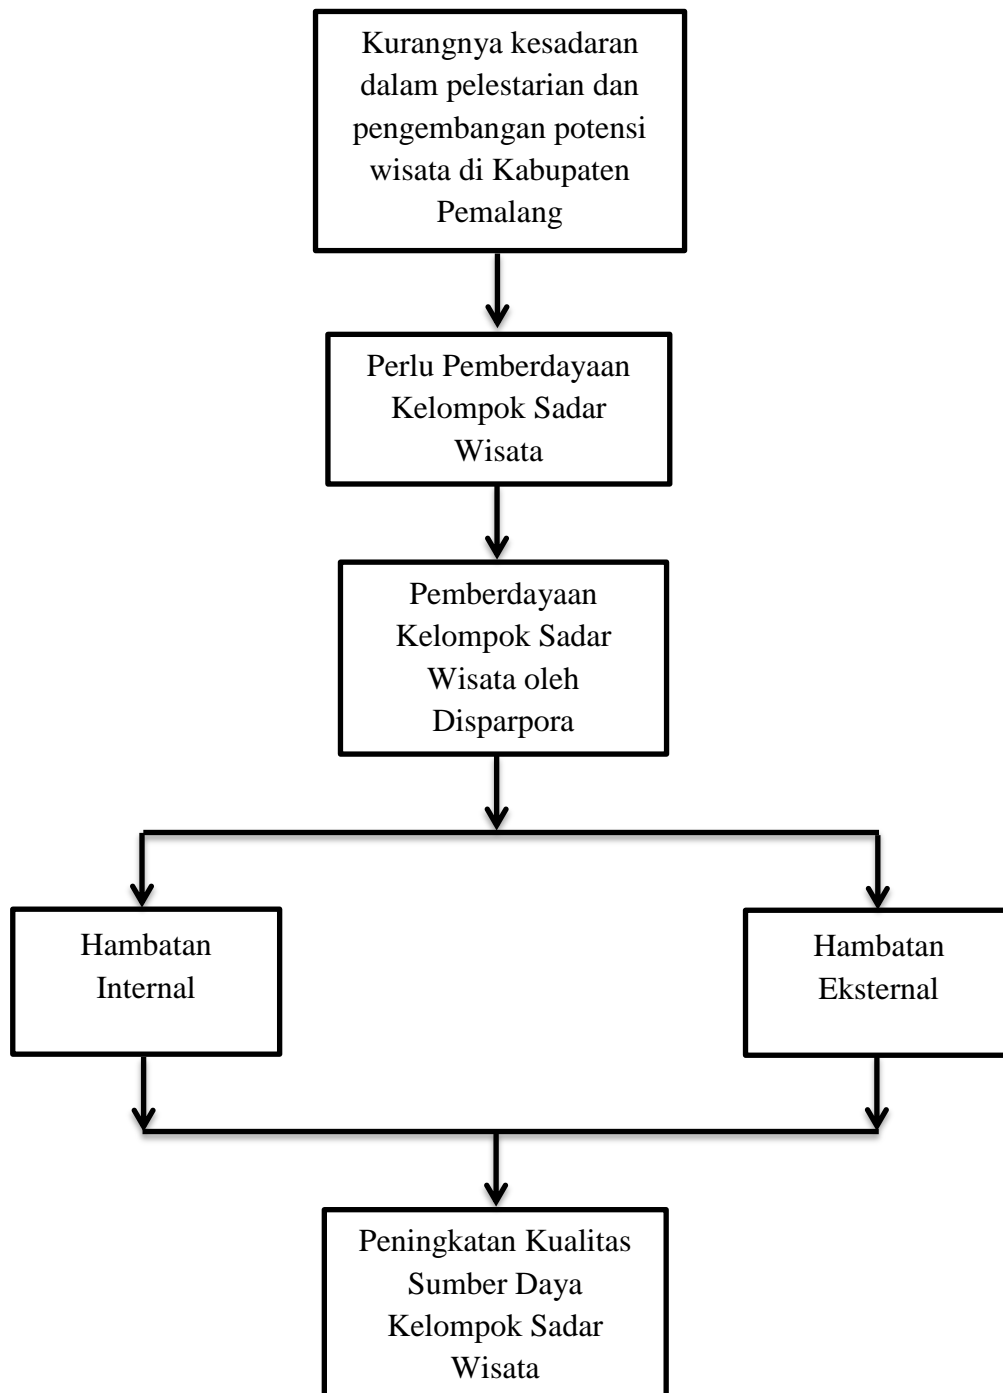 Kurangnya kesadaran
dalam pelestarian dan
pengembangan potensi
wisata di Kabupaten
Pemalang
Perlu Pemberdayaan
Kelompok Sadar
Wisata
Pemberdayaan
Kelompok Sadar
Wisata oleh
Disparpora
Hambatan
Internal
Hambatan
Eksternal
Peningkatan Kualitas
Sumber Daya
Kelompok Sadar
Wisata